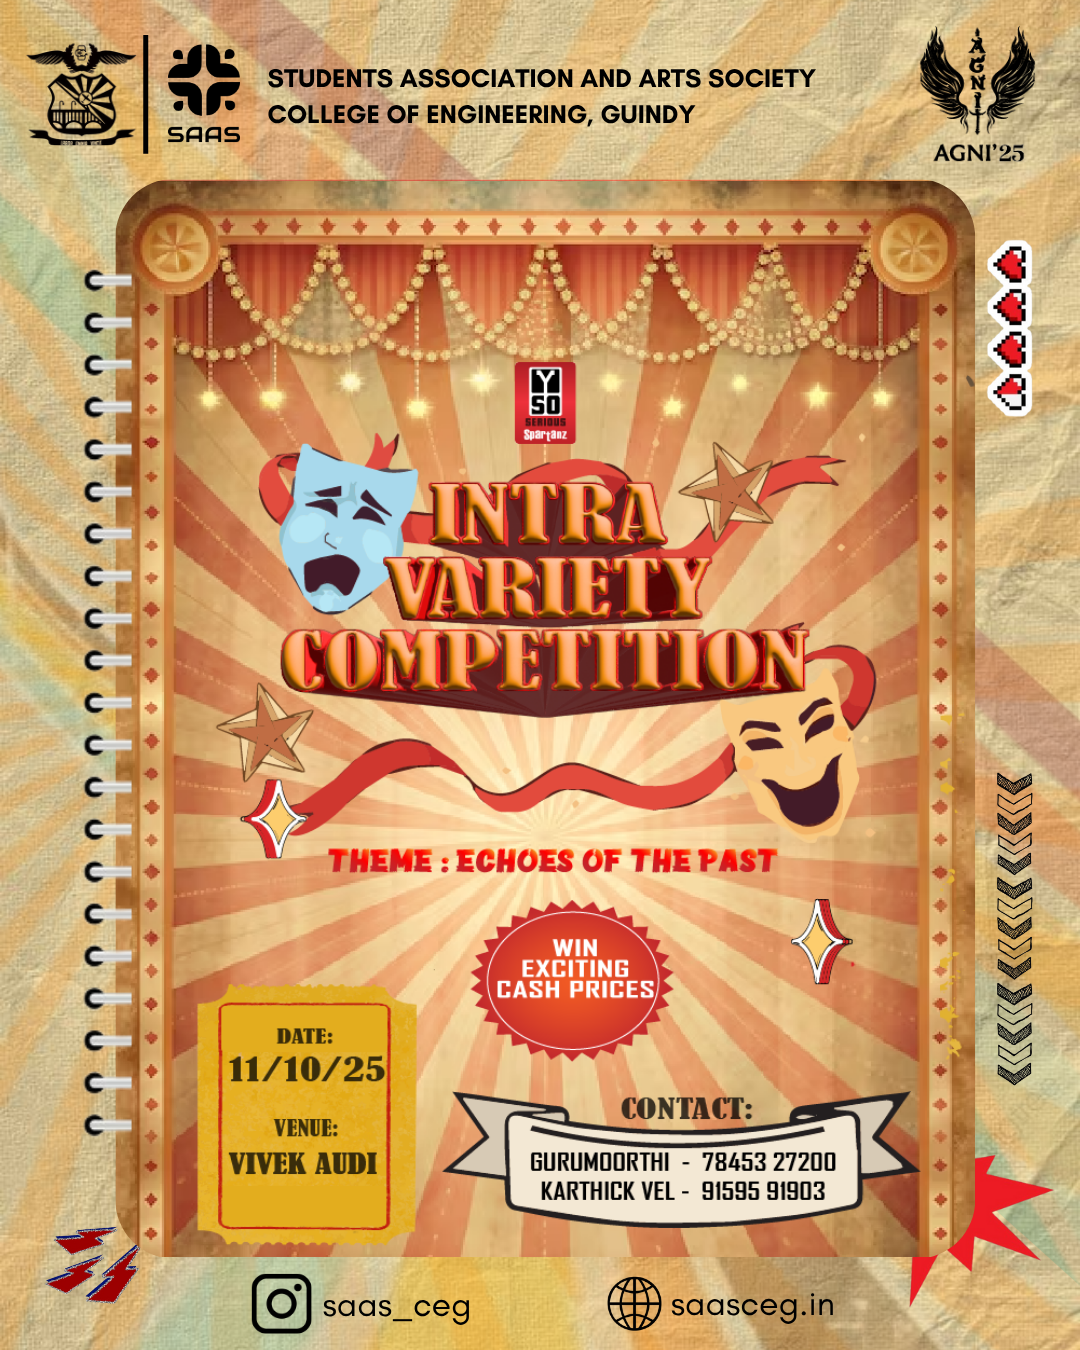 STUDENTS ASSOCIATION AND ARTS SOCIETY
COLLEGE OF ENGINEERING, GUINDY
SAAS
AGNI
AGNI'25
Y
SO
SERIOUS
Spartanz
INTRA
VARIETY
COMPETITION
THEME : ECHOES OF THE PAST
WIN
EXCITING
CASH PRICES
DATE:
11/10/25
VENUE:
VIVEK AUDI
CONTACT:
GURUMOORTHI - 78453 27200
KARTHICK VEL - 91595 91903
saas_ceg
saasceg.in